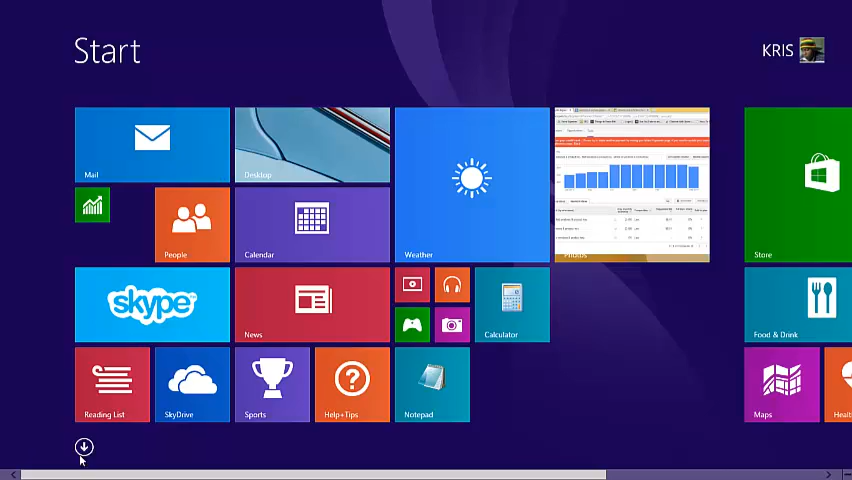 Start
KRIS
Mail
Desktop
Weather
Photos
Store
People
Calendar
skype
News
Calculator
Food & Drink
Reading List
SkyDrive
Sports
Help+Tips
Notepad
Maps
Healt